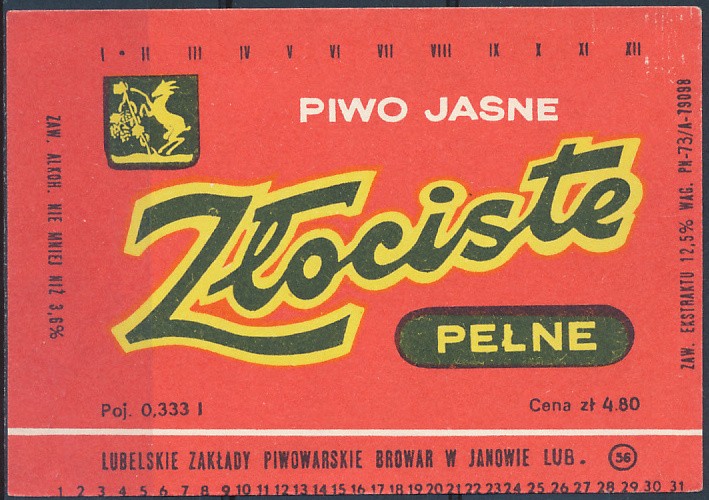 I • II III IV V VI VII VIII IX X XI XII
PIWO JASNE
Złociste
PEŁNE
ZAW. ALKOH. NIE MNIEJ NIŻ 3,6%
ZAW. EKSTRAKTU 12,5% WAG. PN-73/A-79098
Poj. 0,333 l
Cena zł 4.80
LUBELSKIE ZAKŁADY PIWOWARSKIE BROWAR W JANOWIE LUB. 56
1 2 3 4 5 6 7 8 9 10 11 12 13 14 15 16 17 18 19 20 21 22 23 24 25 26 27 28 29 30 31